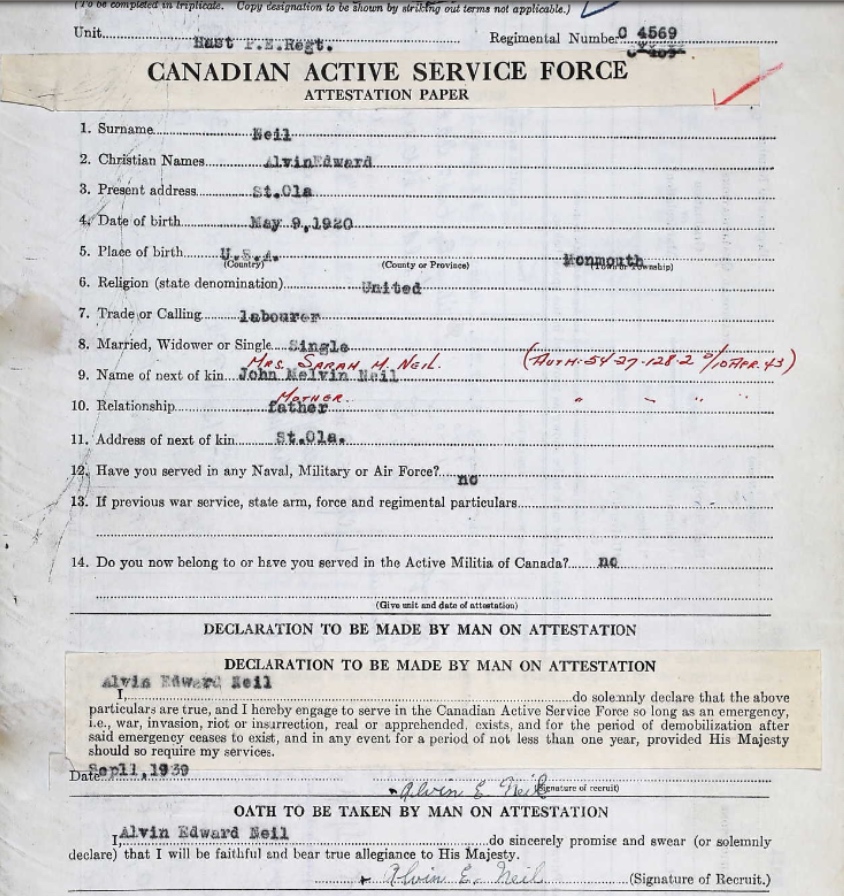 (To be completed in triplicate. Copy designation to be shown by striking out terms not applicable.)
Unit Hast P.E.Regt. Regimental Number C 4569
CANADIAN ACTIVE SERVICE FORCE
ATTESTATION PAPER
1. Surname Neil
2. Christian Names AlvinEdward
3. Present address St.Ola
4. Date of birth May 9,1920
5. Place of birth U.S.A. Monmouth
(Country) (County or Province) (Town or Township)
6. Religion (state denomination) United
7. Trade or Calling labourer
8. Married, Widower or Single Single
MRS. SARAH M. NEIL. (AUTH: 54-27-128-2 D/10 APR. 43)
9. Name of next of kin John Melvin Neil
MOTHER. " " " "
10. Relationship father
11. Address of next of kin St.Ola.
12. Have you served in any Naval, Military or Air Force? no
13. If previous war service, state arm, force and regimental particulars
14. Do you now belong to or have you served in the Active Militia of Canada? no
(Give unit and date of attestation)
DECLARATION TO BE MADE BY MAN ON ATTESTATION
DECLARATION TO BE MADE BY MAN ON ATTESTATION
Alvin Edward Neil
I, do solemnly declare that the above
particulars are true, and I hereby engage to serve in the Canadian Active Service Force so long as an emergency,
i.e., war, invasion, riot or insurrection, real or apprehended, exists, and for the period of demobilization after
said emergency ceases to exist, and in any event for a period of not less than one year, provided His Majesty
should so require my services.
Date Sep11,1939
Alvin E Neil (Signature of recruit)
OATH TO BE TAKEN BY MAN ON ATTESTATION
I, Alvin Edward Neil do sincerely promise and swear (or solemnly
declare) that I will be faithful and bear true allegiance to His Majesty.
Alvin E. Neil (Signature of Recruit.)